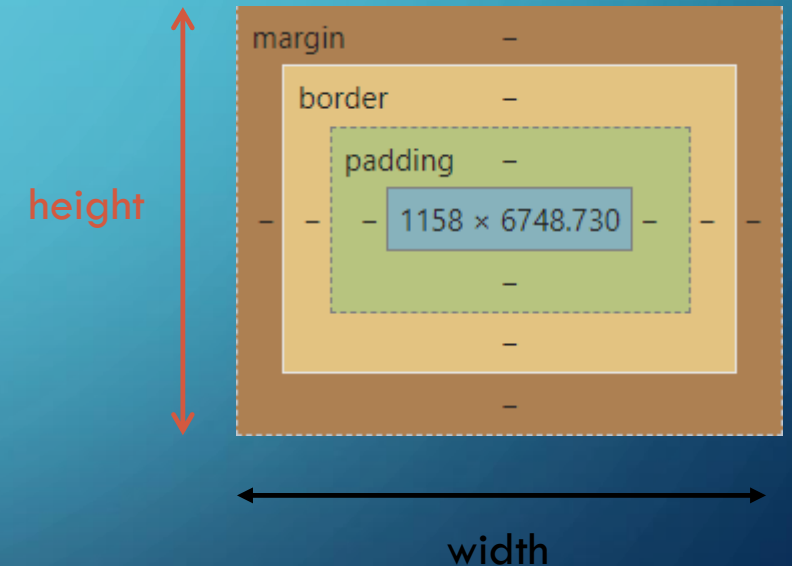 margin –
border –
padding –
height – – – 1158 × 6748.730 – – –
–
–
–
width